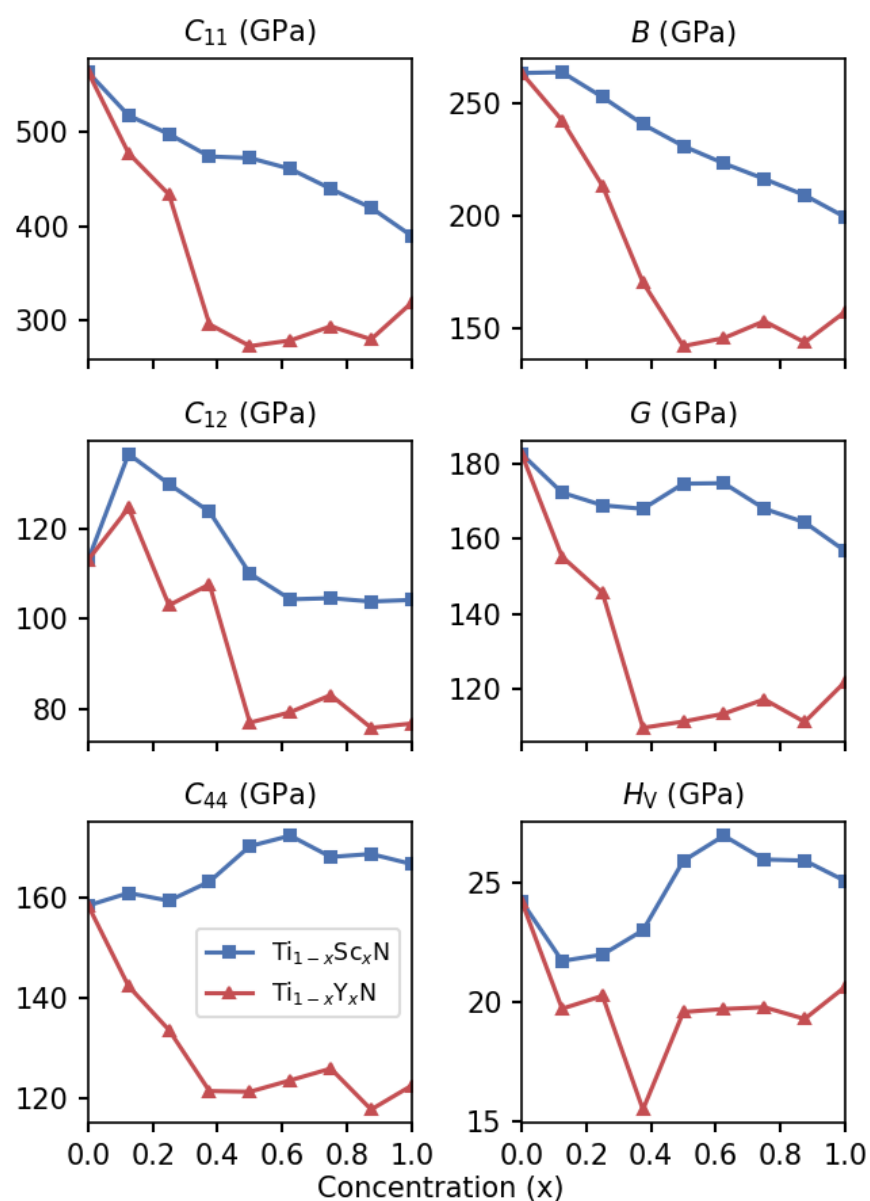 C₁₁ (GPa)
500
400
300
B (GPa)
250
200
150
C₁₂ (GPa)
120
100
80
G (GPa)
180
160
140
120
C₄₄ (GPa)
160
140
120
Ti₁₋ₓScₓN
Ti₁₋ₓYₓN
0.0 0.2 0.4 0.6 0.8 1.0
H_V (GPa)
25
20
15
0.0 0.2 0.4 0.6 0.8 1.0
Concentration (x)